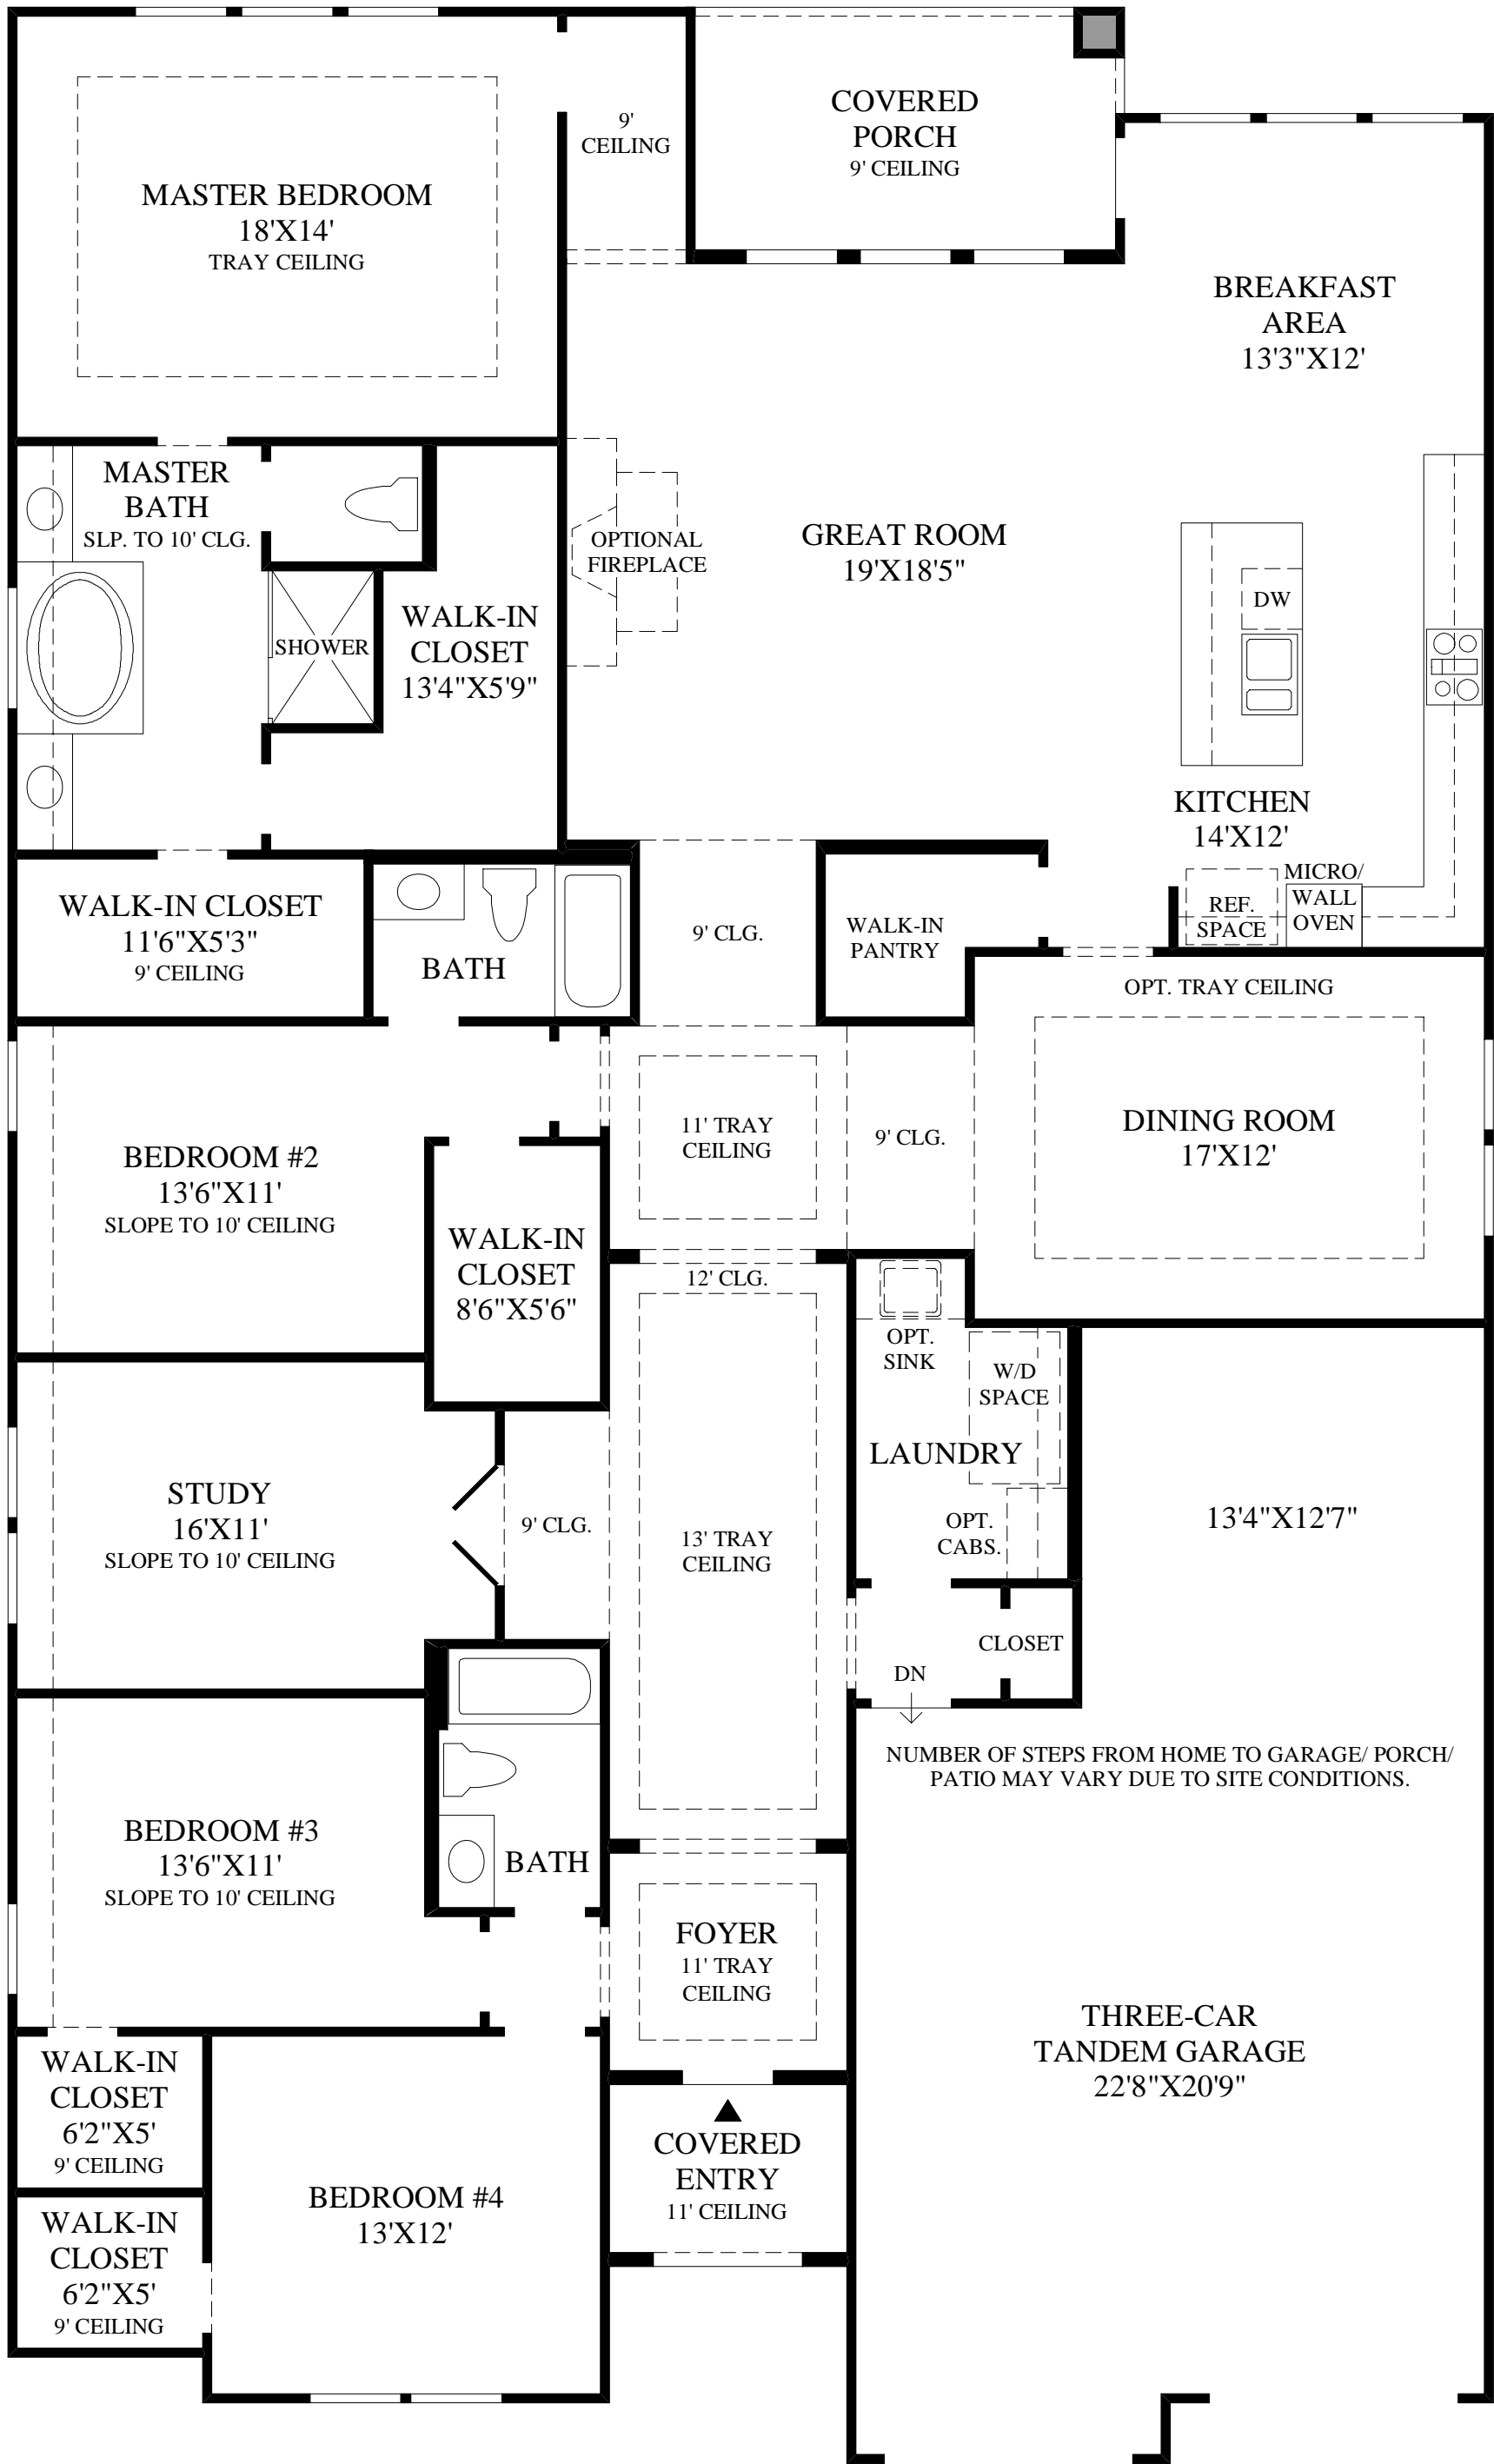 MASTER BEDROOM
18'X14'
TRAY CEILING
9'
CEILING
COVERED
PORCH
9' CEILING
BREAKFAST
AREA
13'3"X12'
MASTER
BATH
SLP. TO 10' CLG.
SHOWER
WALK-IN
CLOSET
13'4"X5'9"
OPTIONAL
FIREPLACE
GREAT ROOM
19'X18'5"
DW
KITCHEN
14'X12'
MICRO/
WALL
OVEN
REF.
SPACE
WALK-IN CLOSET
11'6"X5'3"
9' CEILING
BATH
9' CLG.
WALK-IN
PANTRY
OPT. TRAY CEILING
DINING ROOM
17'X12'
11' TRAY
CEILING
9' CLG.
BEDROOM #2
13'6"X11'
SLOPE TO 10' CEILING
WALK-IN
CLOSET
8'6"X5'6"
12' CLG.
OPT.
SINK
W/D
SPACE
LAUNDRY
OPT.
CABS.
STUDY
16'X11'
SLOPE TO 10' CEILING
9' CLG.
13' TRAY
CEILING
13'4"X12'7"
CLOSET
DN
NUMBER OF STEPS FROM HOME TO GARAGE/ PORCH/
PATIO MAY VARY DUE TO SITE CONDITIONS.
BEDROOM #3
13'6"X11'
SLOPE TO 10' CEILING
BATH
FOYER
11' TRAY
CEILING
THREE-CAR
TANDEM GARAGE
22'8"X20'9"
WALK-IN
CLOSET
6'2"X5'
9' CEILING
COVERED
ENTRY
11' CEILING
BEDROOM #4
13'X12'
WALK-IN
CLOSET
6'2"X5'
9' CEILING